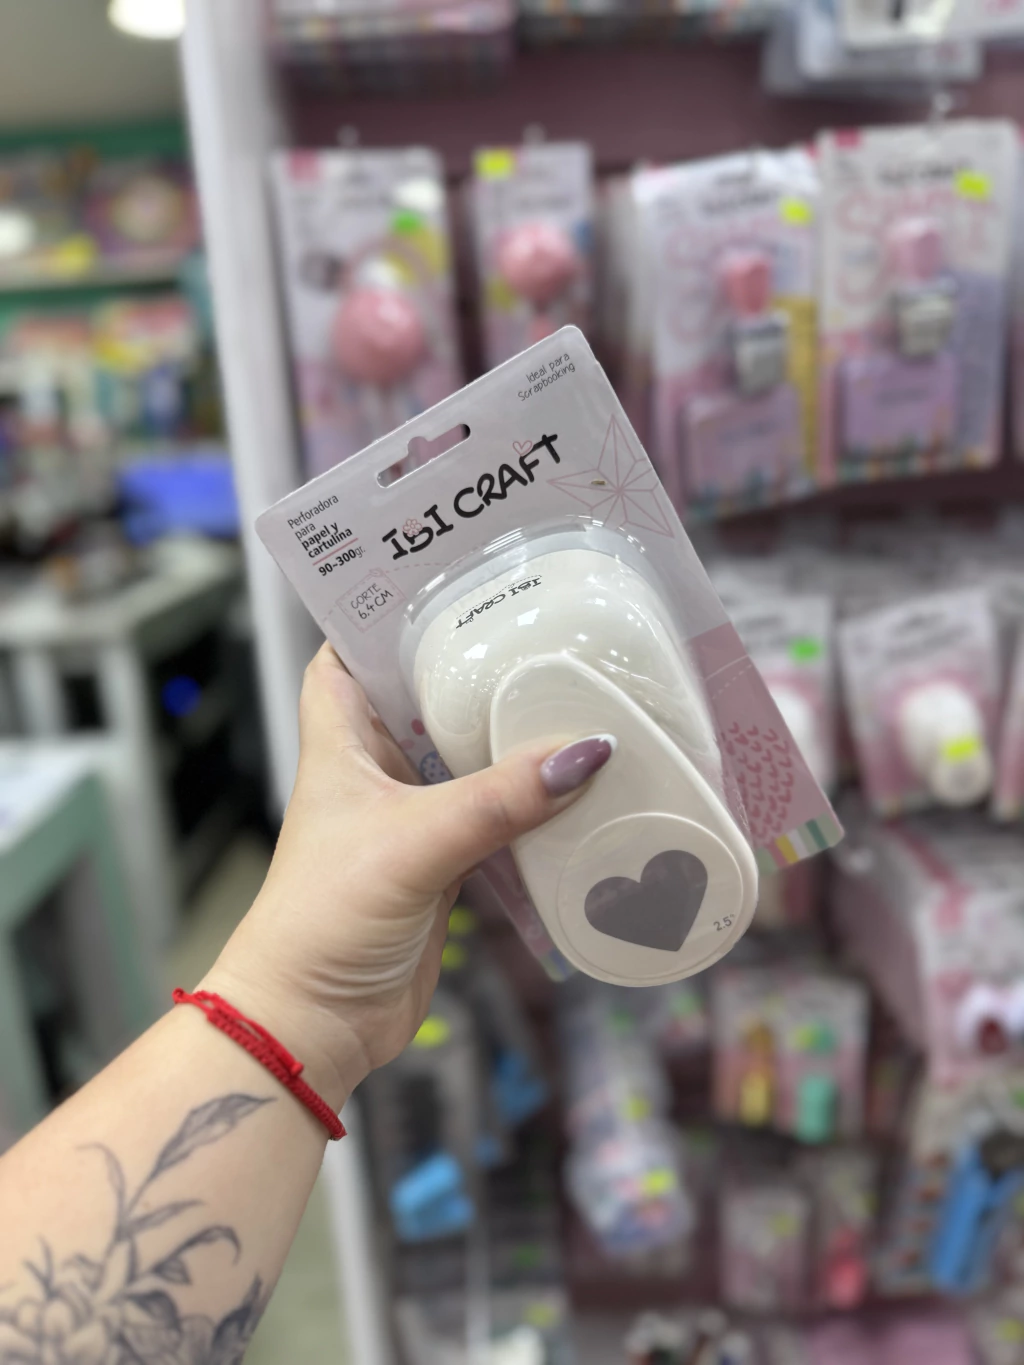 Ideal para
Scrapbooking
IBI CRAFT
Perforadora
para
papel y
cartulina
90-300gr.
CORTE
6.4 CM
IBI CRAFT
2.5"